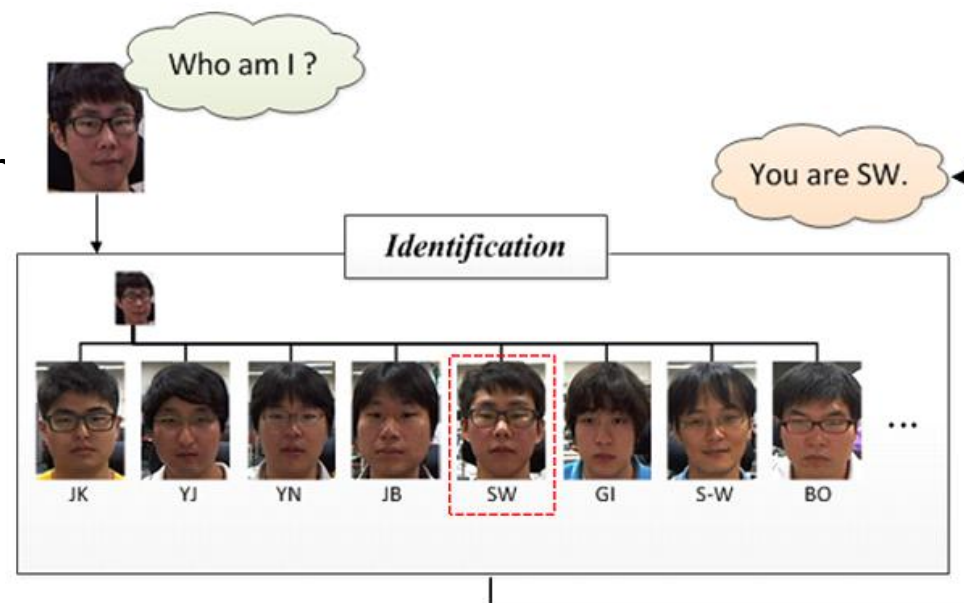 Who am I ?
You are SW.
Identification
JK YJ YN JB SW GI S-W BO ...